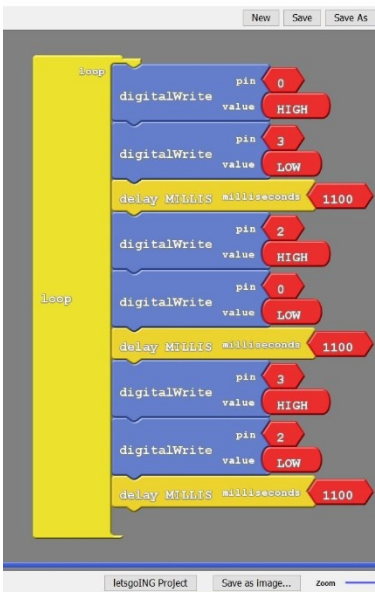 New Save Save As
loop
pin 0
digitalWrite
value HIGH
pin 3
digitalWrite
value LOW
delay MILLIS milliseconds 1100
pin 2
digitalWrite
value HIGH
loop
pin 0
digitalWrite
value LOW
delay MILLIS milliseconds 1100
pin 3
digitalWrite
value HIGH
pin 2
digitalWrite
value LOW
delay MILLIS milliseconds 1100
letsgoING Project Save as Image... Zoom